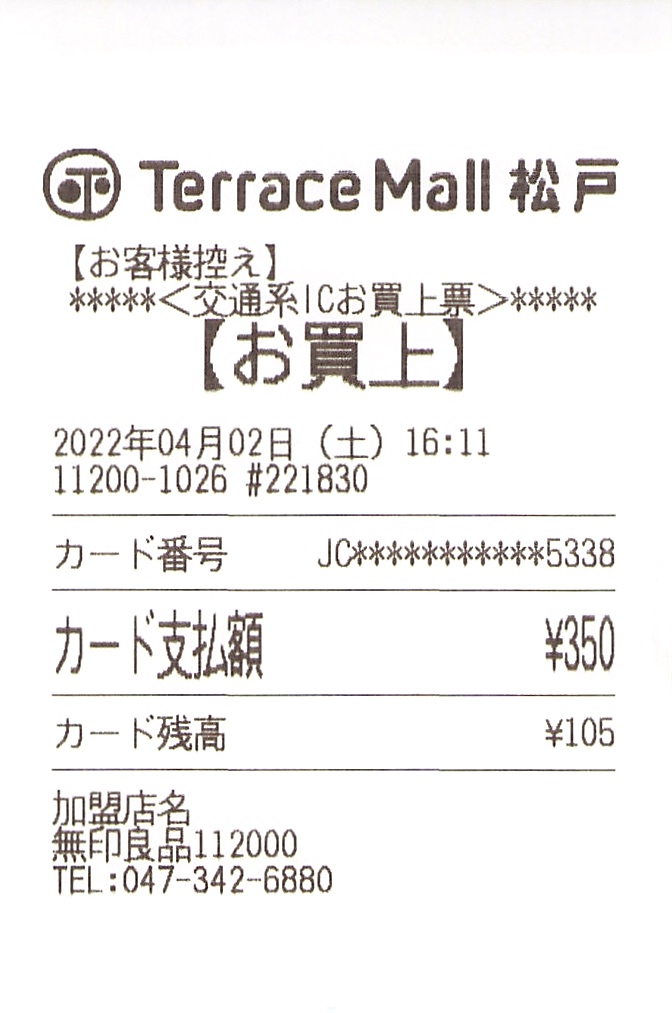 Terrace Mall 松戸
【お客様控え】
*****＜交通系ICお買上票＞*****
【お買上】
2022年04月02日（土）16:11
11200-1026 #221830
カード番号 JC***********5338
カード支払額 ¥350
カード残高 ¥105
加盟店名
無印良品112000
TEL:047-342-6880